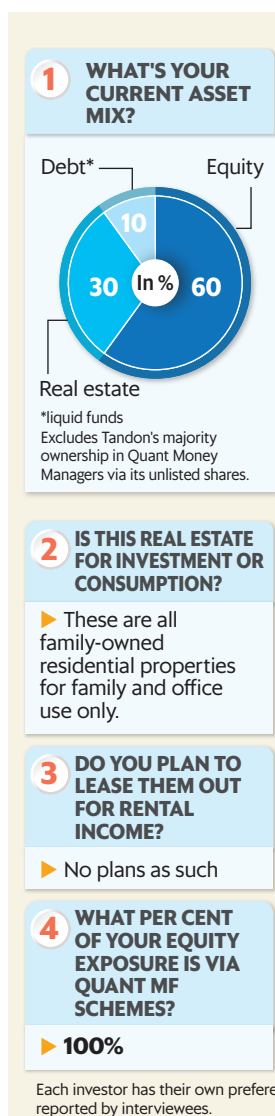 1
WHAT'S YOUR
CURRENT ASSET
MIX?
Debt*
Equity
10
30
In %
60
Real estate
*liquid funds
Excludes Tandon's majority
ownership in Quant Money
Managers via its unlisted shares.
2
IS THIS REAL ESTATE
FOR INVESTMENT OR
CONSUMPTION?
▶ These are all
family-owned
residential properties
for family and office
use only.
3
DO YOU PLAN TO
LEASE THEM OUT
FOR RENTAL
INCOME?
▶ No plans as such
4
WHAT PER CENT
OF YOUR EQUITY
EXPOSURE IS VIA
QUANT MF
SCHEMES?
▶ 100%
Each investor has their own prefere
reported by interviewees.